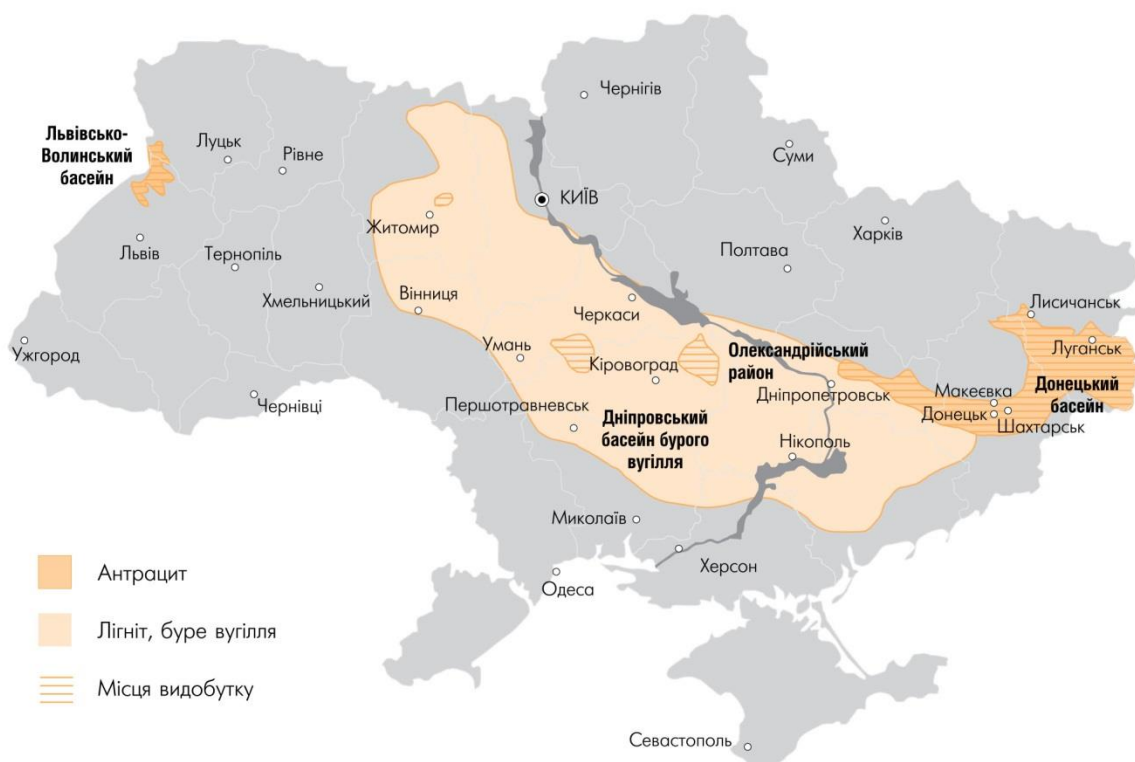 Чернігів
Львівсько-
Волинський
басейн
Луцьк
Рівне
Суми
КИЇВ
Житомир
Харків
Львів
Тернопіль
Полтава
Хмельницький
Вінниця
Черкаси
Лисичанськ
Ужгород
Умань
Луганськ
Олександрійський
район
Кіровоград
Макеєвка
Донецький
басейн
Дніпропетровськ
Чернівці
Першотравневськ
Донецьк
Шахтарськ
Дніпровський
басейн бурого
вугілля
Нікополь
Миколаїв
Херсон
Одеса
Антрацит
Лігніт, буре вугілля
Місця видобутку
Севастополь